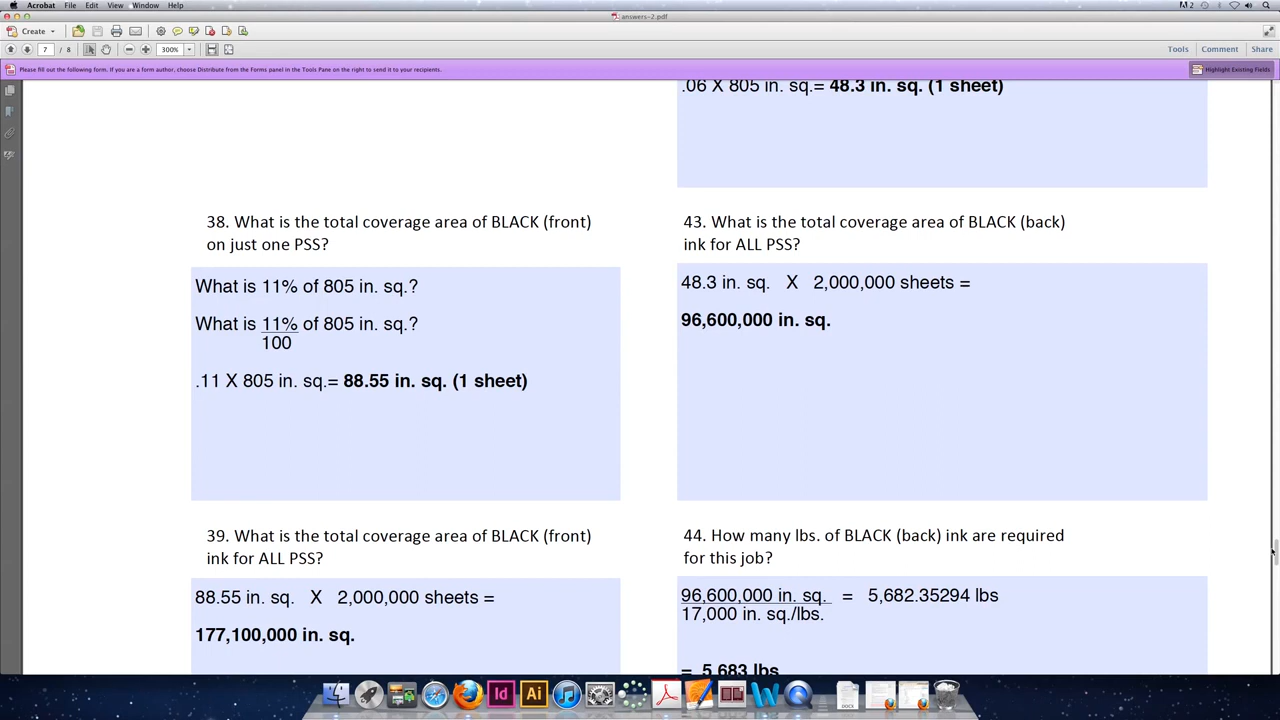 Acrobat File Edit View Window Help
2
answers-2.pdf
Create
7 / 8 300% Tools Comment Share
Please fill out the following form. If you are a form author, choose Distribute from the Forms panel in the Tools Pane on the right to send it to your recipients.
Highlight Existing Fields
.06 X 805 in. sq.= 48.3 in. sq. (1 sheet)
38. What is the total coverage area of BLACK (front)
on just one PSS?
What is 11% of 805 in. sq.?
What is 11% of 805 in. sq.?
100
.11 X 805 in. sq.= 88.55 in. sq. (1 sheet)
43. What is the total coverage area of BLACK (back)
ink for ALL PSS?
48.3 in. sq. X 2,000,000 sheets =
96,600,000 in. sq.
39. What is the total coverage area of BLACK (front)
ink for ALL PSS?
88.55 in. sq. X 2,000,000 sheets =
177,100,000 in. sq.
44. How many lbs. of BLACK (back) ink are required
for this job?
96,600,000 in. sq. = 5,682.35294 lbs
17,000 in. sq./lbs.
= 5,683 lbs
Id Ai W
DOCX